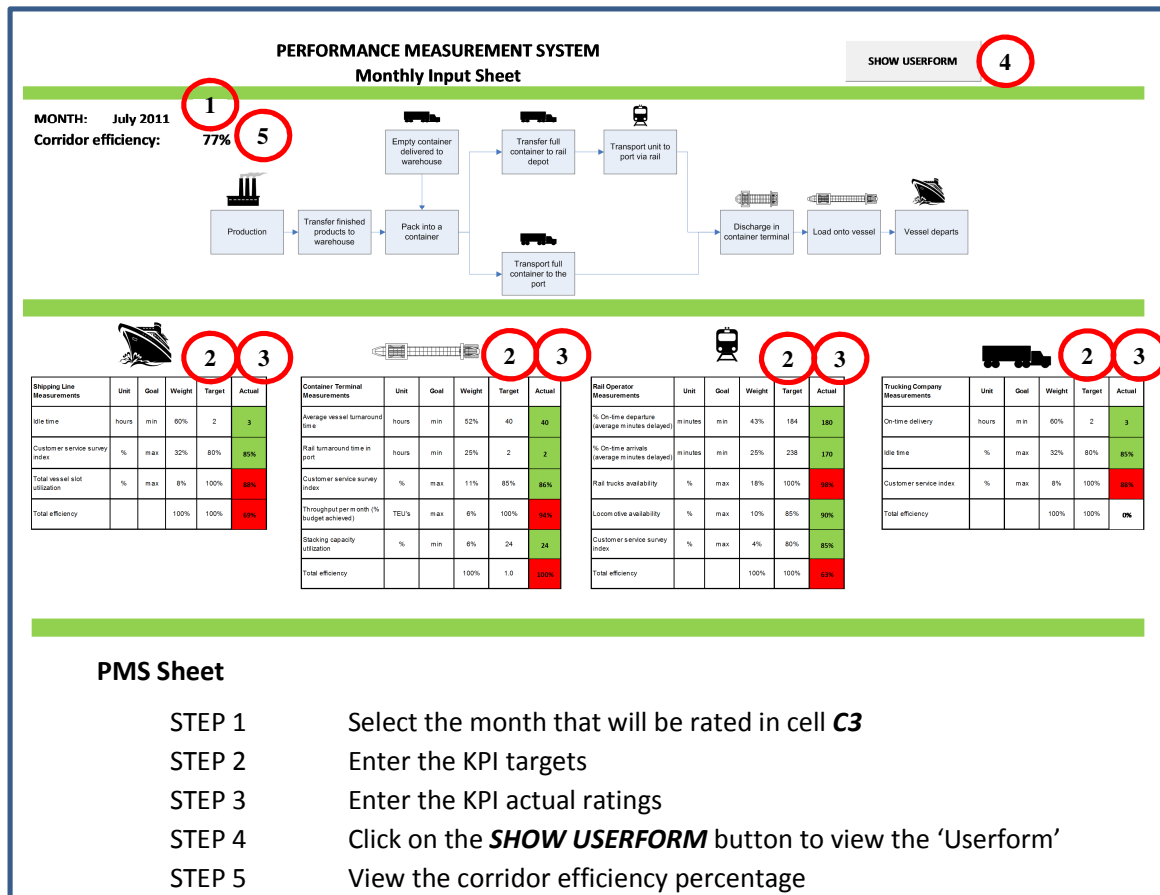 PERFORMANCE MEASUREMENT SYSTEM
Monthly Input Sheet
SHOW USERFORM
4
1
MONTH: July 2011
Corridor efficiency: 77%
5
Empty container
delivered to
warehouse
Transfer full
container to rail
depot
Transport unit to
port via rail
Production
Transfer finished
products to
warehouse
Pack into a
container
Transport full
container to the
port
Discharge in
container terminal
Load onto vessel
Vessel departs
2 3
Shipping Line
Measurements
Unit Goal Weight Target Actual
Idle time hours min 60% 2 3
Customer service survey
index
% max 32% 80% 85%
Total vessel slot
utilization
% max 8% 100% 88%
Total efficiency 100% 100% 69%
2 3
Container Terminal
Measurements
Unit Goal Weight Target Actual
Average vessel turnaround
time
hours min 52% 40 40
Rail turnaround time in
port
hours min 25% 2 2
Customer service survey
index
% max 11% 85% 86%
Throughput per month (%
budget achieved)
TEU's max 6% 100% 74%
Stacking capacity
utilization
% min 6% 24 24
Total efficiency 100% 1.0 100%
2 3
Rail Operator
Measurements
Unit Goal Weight Target Actual
% On-time departure
(average minutes delayed)
minutes min 43% 184 180
% On-time arrivals
(average minutes delayed)
minutes min 25% 238 170
Rail trucks availability % max 18% 100% 98%
Locomotive availability % max 10% 85% 90%
Customer service survey
index
% max 4% 80% 85%
Total efficiency 100% 100% 63%
2 3
Trucking Company
Measurements
Unit Goal Weight Target Actual
On-time delivery hours min 60% 2 3
Idle time % max 32% 80% 85%
Customer service index % max 8% 100% 88%
Total efficiency 100% 100% 0%
PMS Sheet
STEP 1 Select the month that will be rated in cell C3
STEP 2 Enter the KPI targets
STEP 3 Enter the KPI actual ratings
STEP 4 Click on the SHOW USERFORM button to view the ‘Userform’
STEP 5 View the corridor efficiency percentage